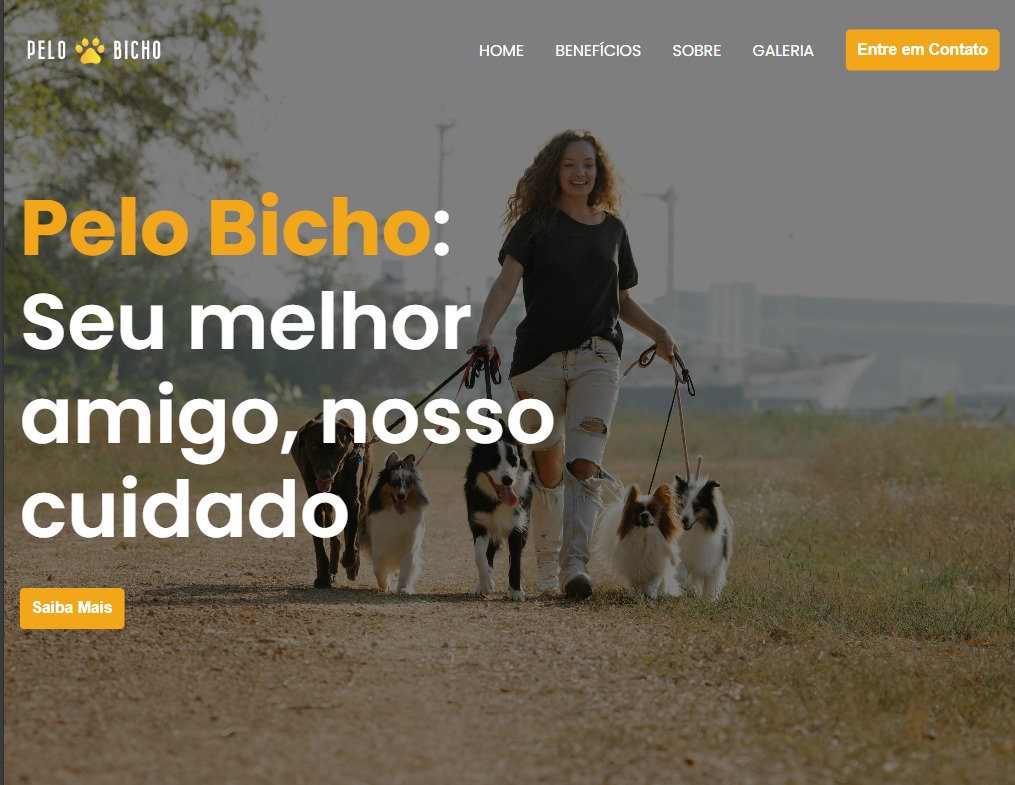 PELO BICHO
HOME BENEFÍCIOS SOBRE GALERIA Entre em Contato
Pelo Bicho:
Seu melhor
amigo, nosso
cuidado
Saiba Mais